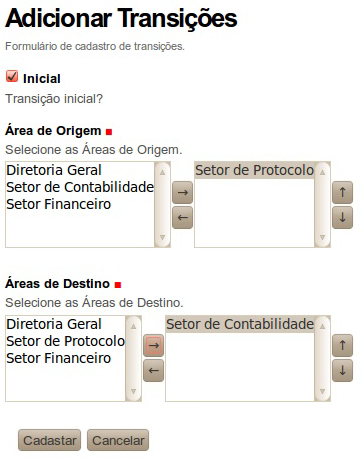 Adicionar Transições
Formulário de cadastro de transições.
Inicial
Transição inicial?
Área de Origem
Selecione as Áreas de Origem.
Diretoria Geral
Setor de Contabilidade
Setor Financeiro
→
←
Setor de Protocolo
↑
↓
Áreas de Destino
Selecione as Áreas de Destino.
Diretoria Geral
Setor de Protocolo
Setor Financeiro
→
←
Setor de Contabilidade
↑
↓
Cadastar Cancelar